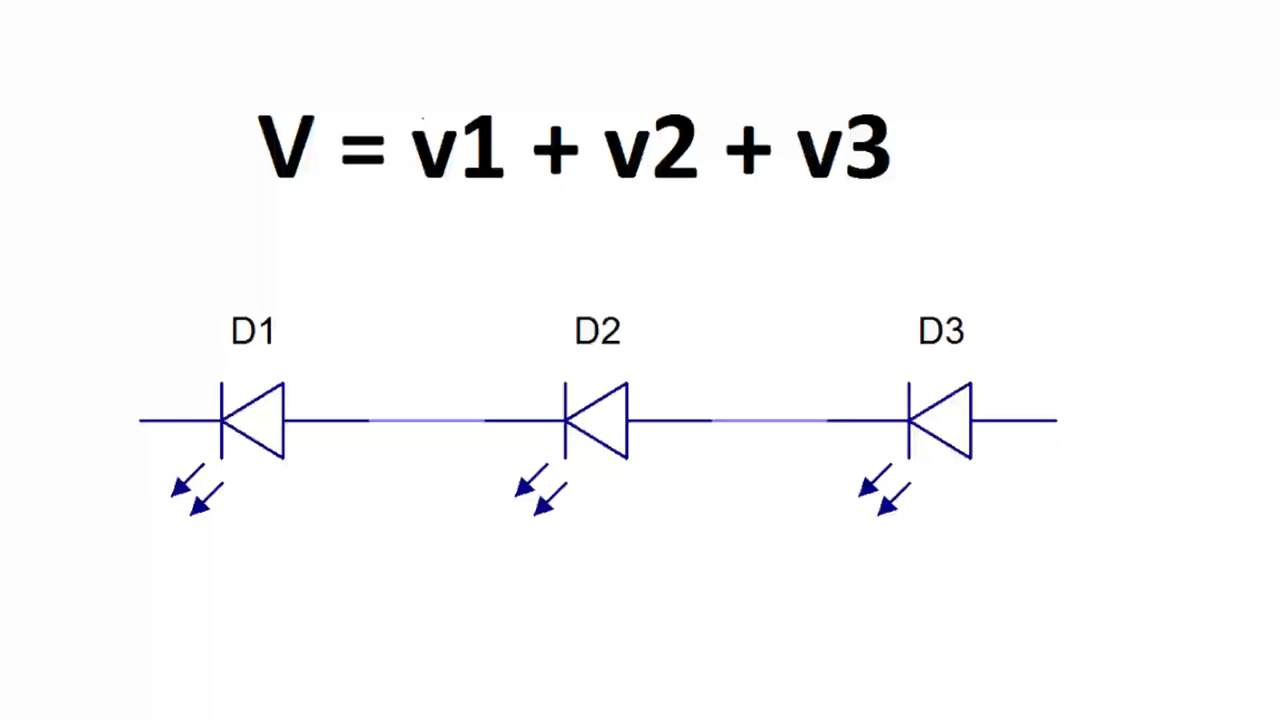 V = v1 + v2 + v3
D1 D2 D3